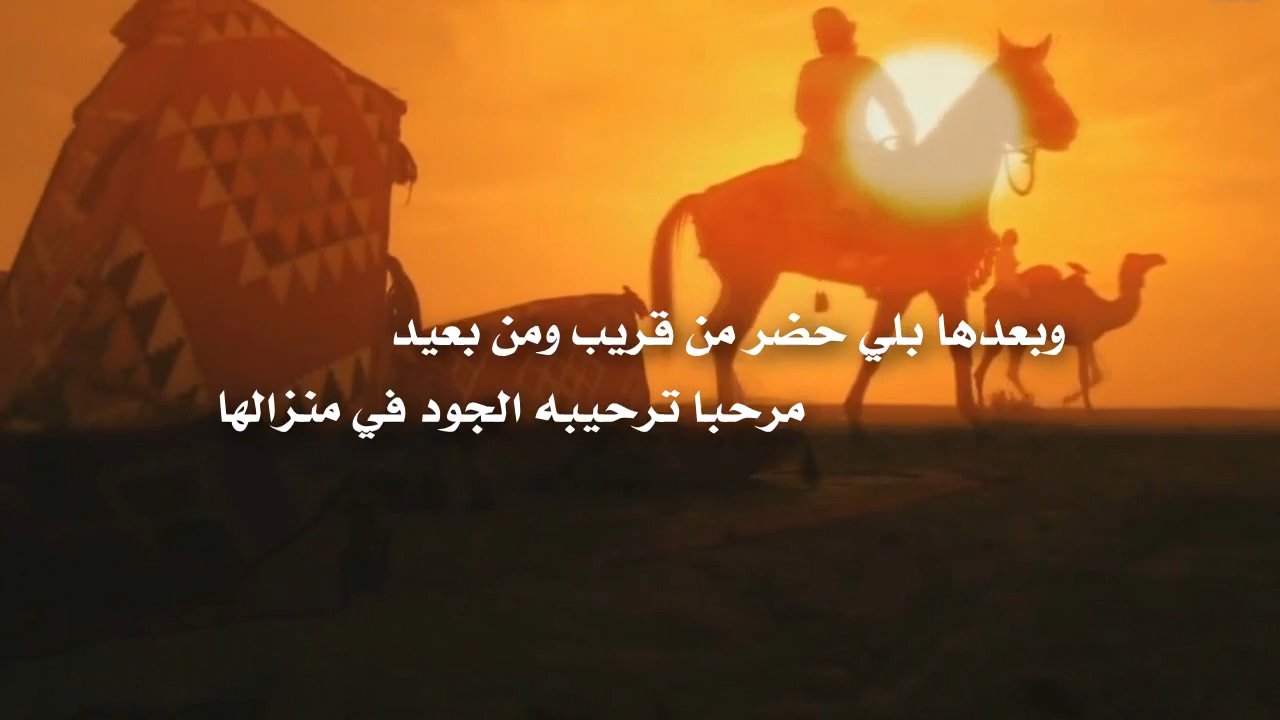 وبعدها بلي حضر من قريب ومن بعيد
مرحبا ترحيبه الجود في منزالها